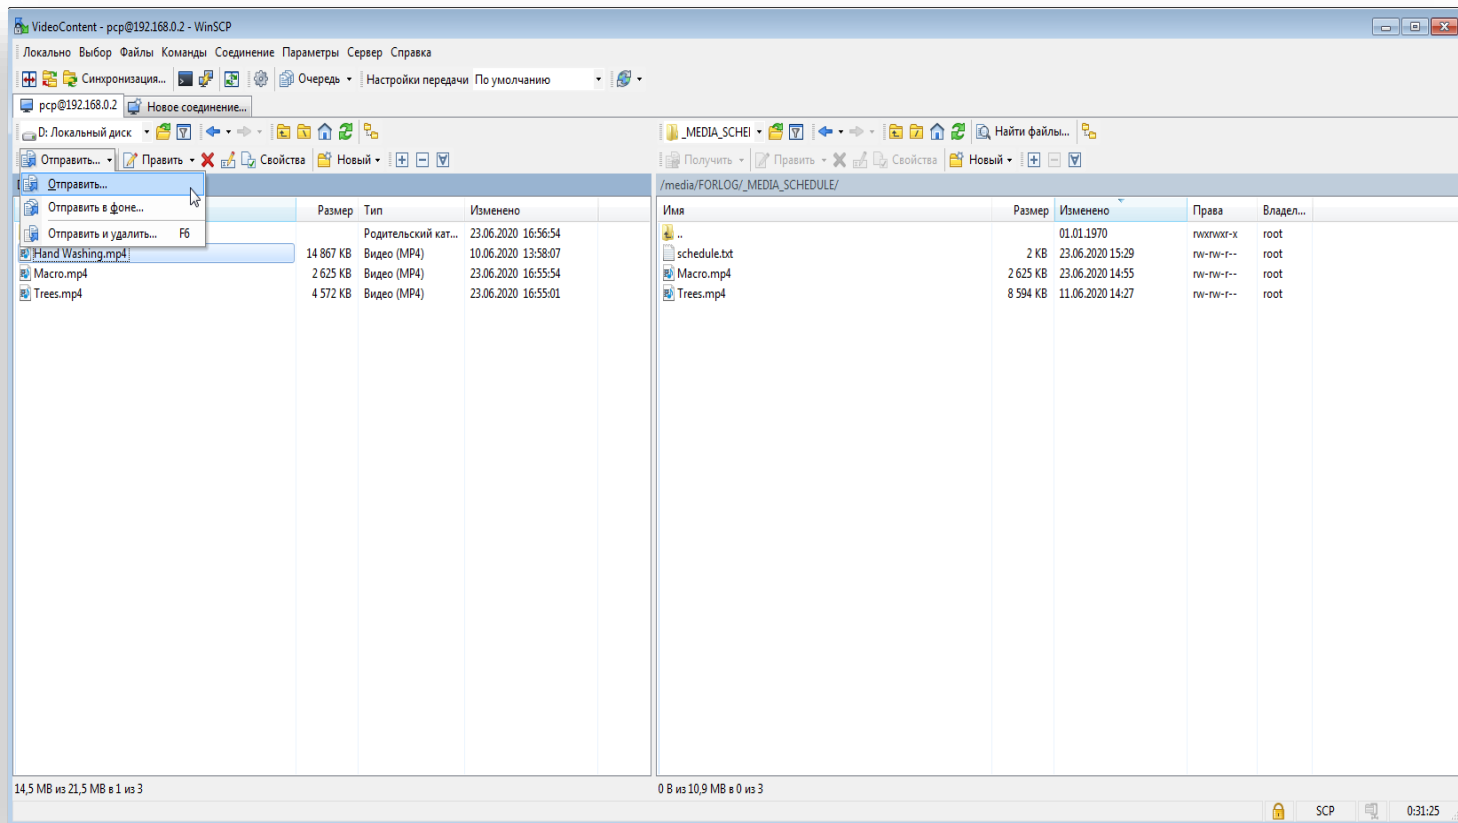 VideoContent - pcp@192.168.0.2 - WinSCP
Локально Выбор Файлы Команды Соединение Параметры Сервер Справка
Синхронизация... Очередь Настройки передачи По умолчанию
pcp@192.168.0.2 Новое соединение...
D: Локальный диск _MEDIA_SCHEI Найти файлы...
Отправить... Править Свойства Новый Получить Править Свойства Новый
Отправить... /media/FORLOG/_MEDIA_SCHEDULE/
Отправить в фоне... Размер Тип Изменено Имя Размер Изменено Права Владел...
Отправить и удалить... F6 Родительский кат... 23.06.2020 16:56:54 .. 01.01.1970 rwxrwxr-x root
Hand Washing.mp4 14 867 KB Видео (MP4) 10.06.2020 13:58:07 schedule.txt 2 KB 23.06.2020 15:29 rw-rw-r-- root
Macro.mp4 2 625 KB Видео (MP4) 23.06.2020 16:55:54 Macro.mp4 2 625 KB 23.06.2020 14:55 rw-rw-r-- root
Trees.mp4 4 572 KB Видео (MP4) 23.06.2020 16:55:01 Trees.mp4 8 594 KB 11.06.2020 14:27 rw-rw-r-- root
14,5 MB из 21,5 MB в 1 из 3 0 B из 10,9 MB в 0 из 3
SCP 0:31:25